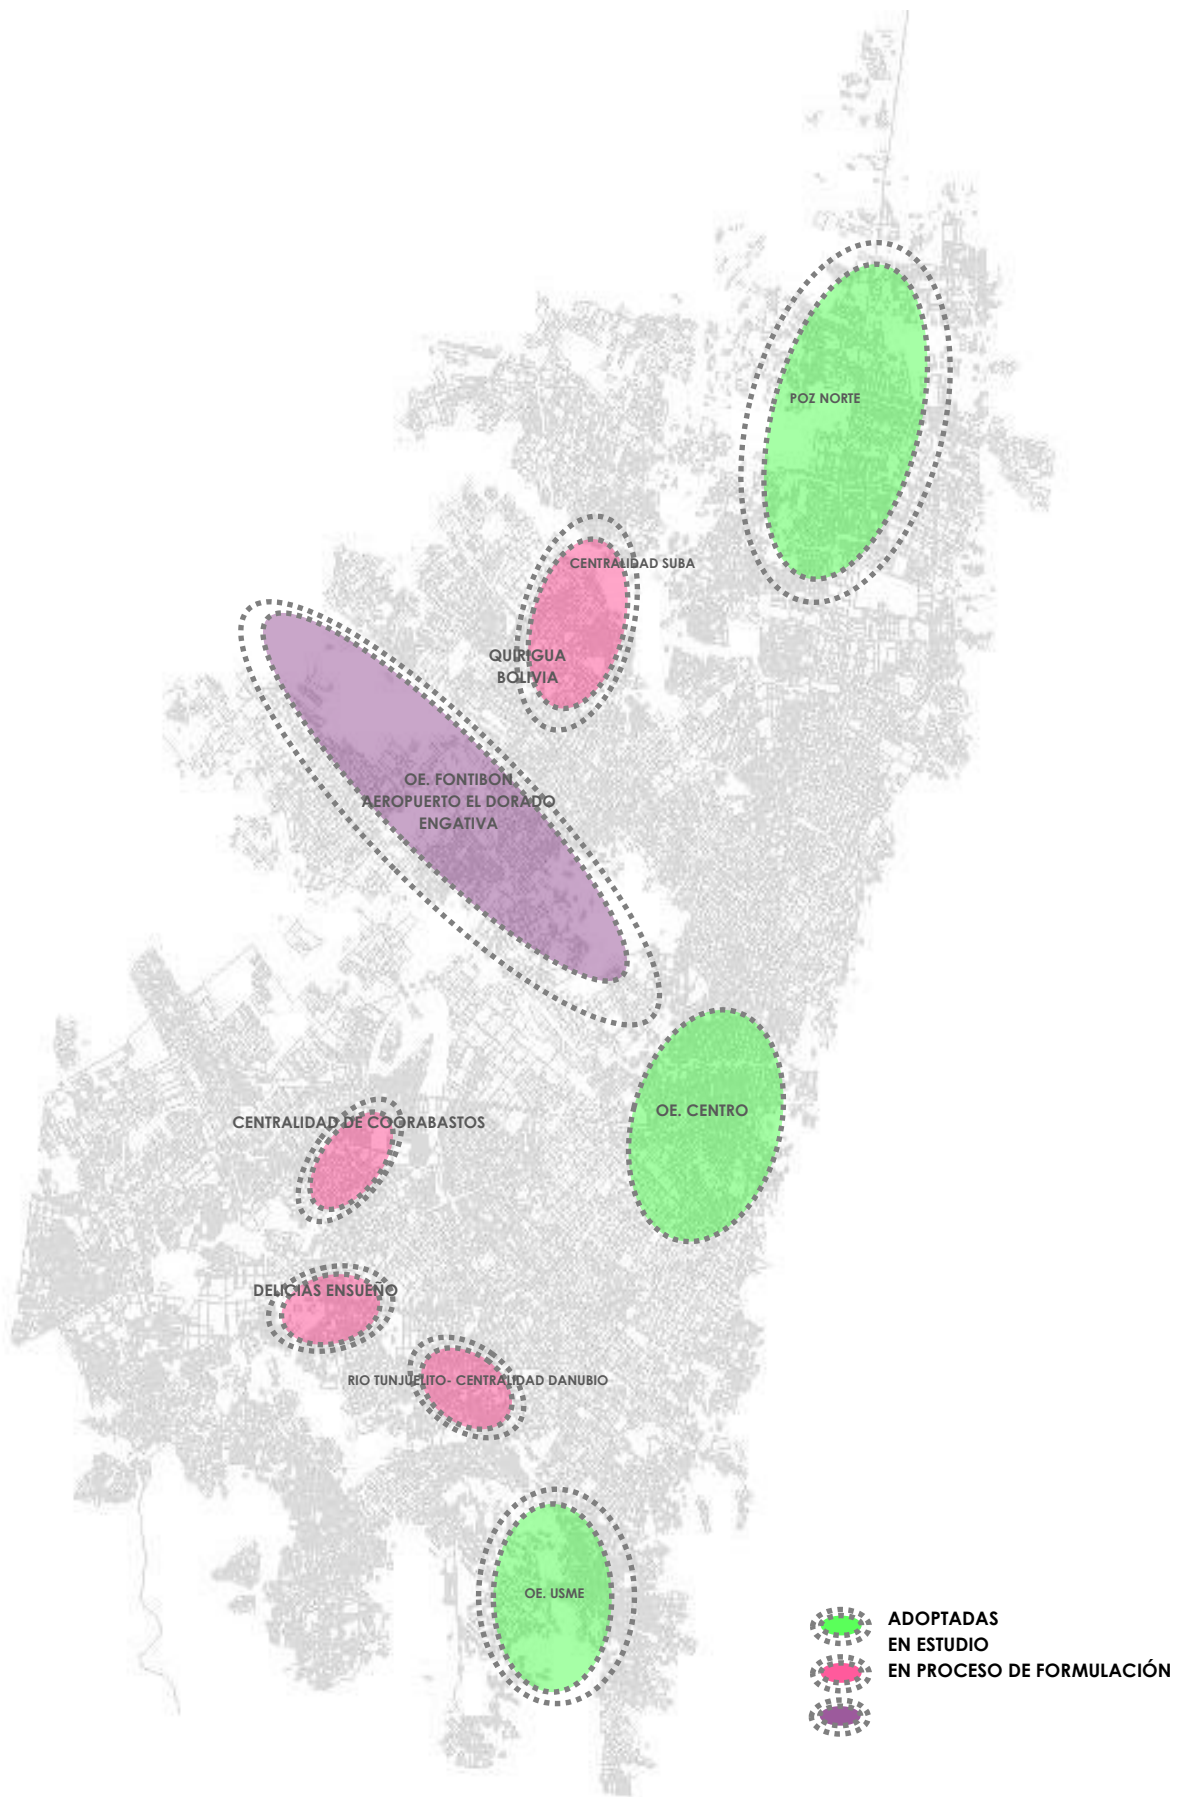 POZ NORTE
CENTRALIDAD SUBA
QUIRIGUA
BOLIVIA
OE. FONTIBON
AEROPUERTO EL DORADO
ENGATIVA
OE. CENTRO
CENTRALIDAD DE COORABASTOS
DELICIAS ENSUEÑO
RIO TUNJUELITO- CENTRALIDAD DANUBIO
OE. USME
ADOPTADAS
EN ESTUDIO
EN PROCESO DE FORMULACIÓN